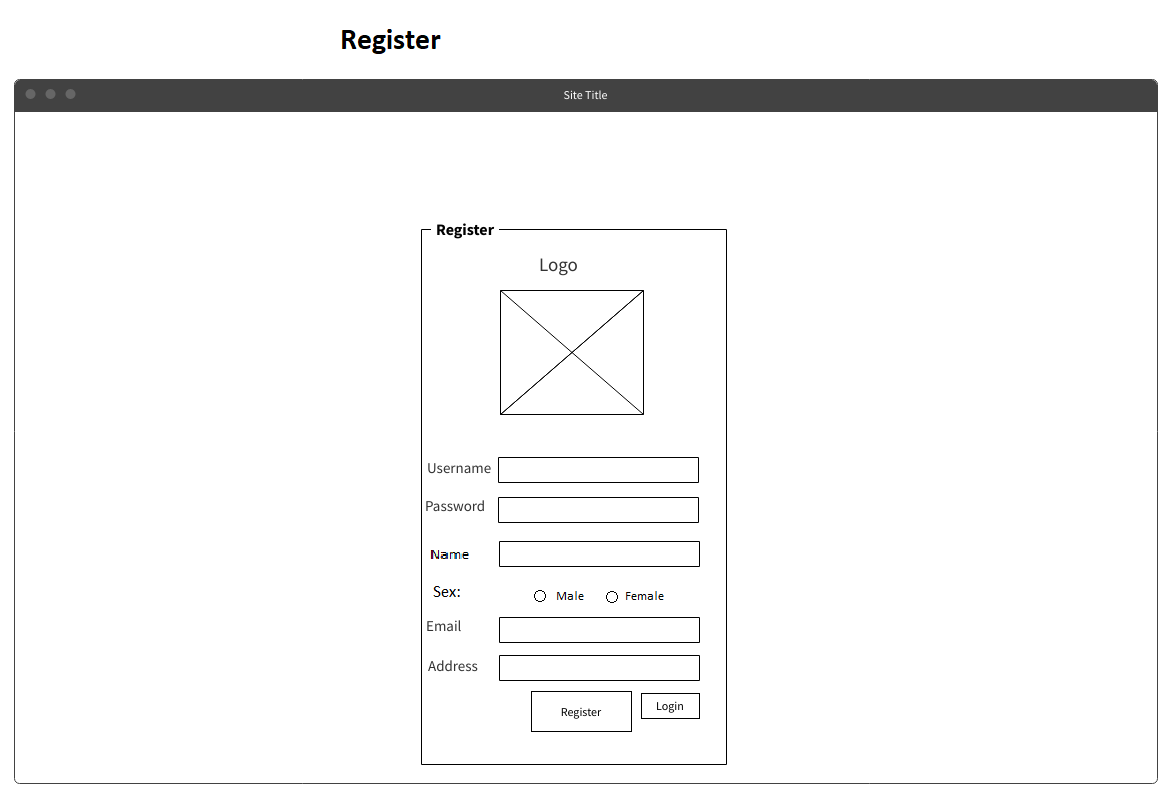 Register
Site Title
Register
Logo
Username
Password
Name
Sex:
Male Female
Email
Address
Register Login